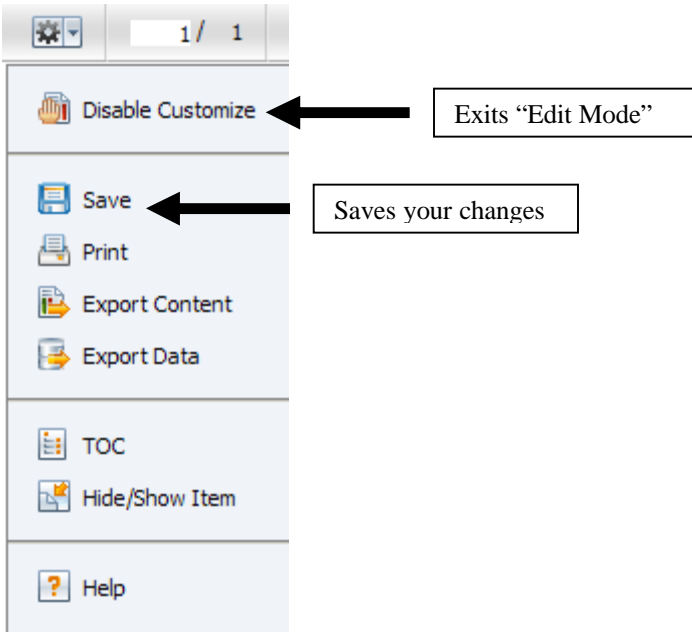 1 / 1
Disable Customize
Exits “Edit Mode”
Save
Saves your changes
Print
Export Content
Export Data
TOC
Hide/Show Item
? Help